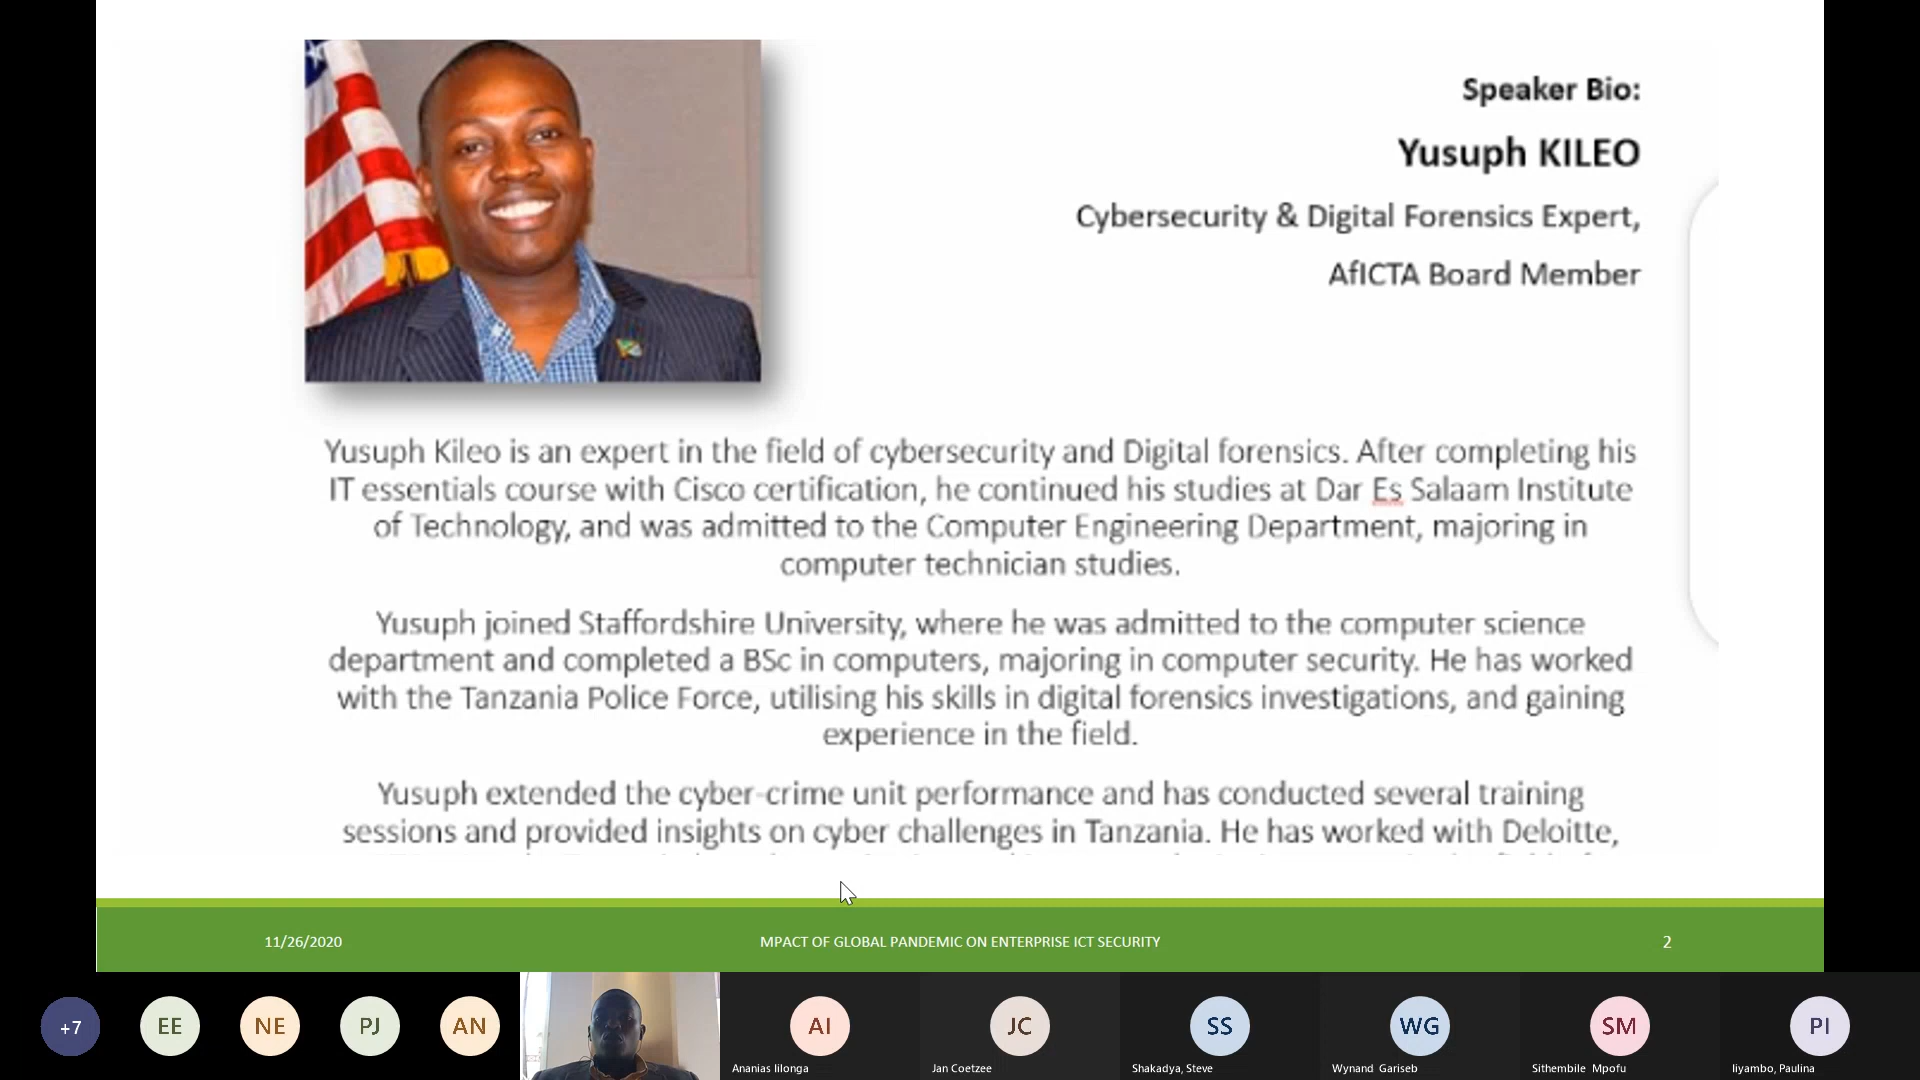 Speaker Bio:
Yusuph KILEO
Cybersecurity & Digital Forensics Expert,
AfICTA Board Member
Yusuph Kileo is an expert in the field of cybersecurity and Digital forensics. After completing his
IT essentials course with Cisco certification, he continued his studies at Dar Es Salaam Institute
of Technology, and was admitted to the Computer Engineering Department, majoring in
computer technician studies.
Yusuph joined Staffordshire University, where he was admitted to the computer science
department and completed a BSc in computers, majoring in computer security. He has worked
with the Tanzania Police Force, utilising his skills in digital forensics investigations, and gaining
experience in the field.
Yusuph extended the cyber-crime unit performance and has conducted several training
sessions and provided insights on cyber challenges in Tanzania. He has worked with Deloitte,
11/26/2020
MPACT OF GLOBAL PANDEMIC ON ENTERPRISE ICT SECURITY
2
+7
EE
NE
PJ
AN
AI
JC
SS
WG
SM
PI
Ananias Iilonga
Jan Coetzee
Shakadya, Steve
Wynand Gariseb
Sithembile Mpofu
Iiyambo, Paulina